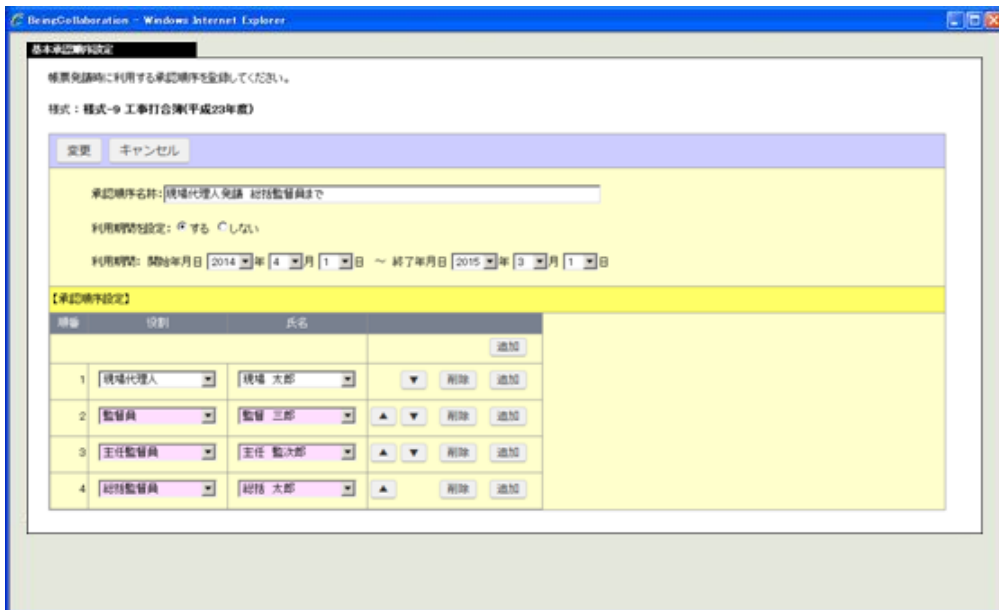 BeingCollaboration - Windows Internet Explorer
基本承認順序設定
帳票発議時に利用する承認順序を登録してください。
様式：様式-9 工事打合簿(平成23年度)
変更 キャンセル
承認順序名称: 現場代理人発議 総括監督員まで
利用期間を設定: する しない
利用期間: 開始年月日 2014 年 4 月 1 日 ～ 終了年月日 2015 年 3 月 1 日
【承認順序設定】
順番 役割 氏名
追加
1 現場代理人 現場 太郎 ▼ 削除 追加
2 監督員 監督 三郎 ▲ ▼ 削除 追加
3 主任監督員 主任 監次郎 ▲ ▼ 削除 追加
4 総括監督員 総括 太郎 ▲ 削除 追加